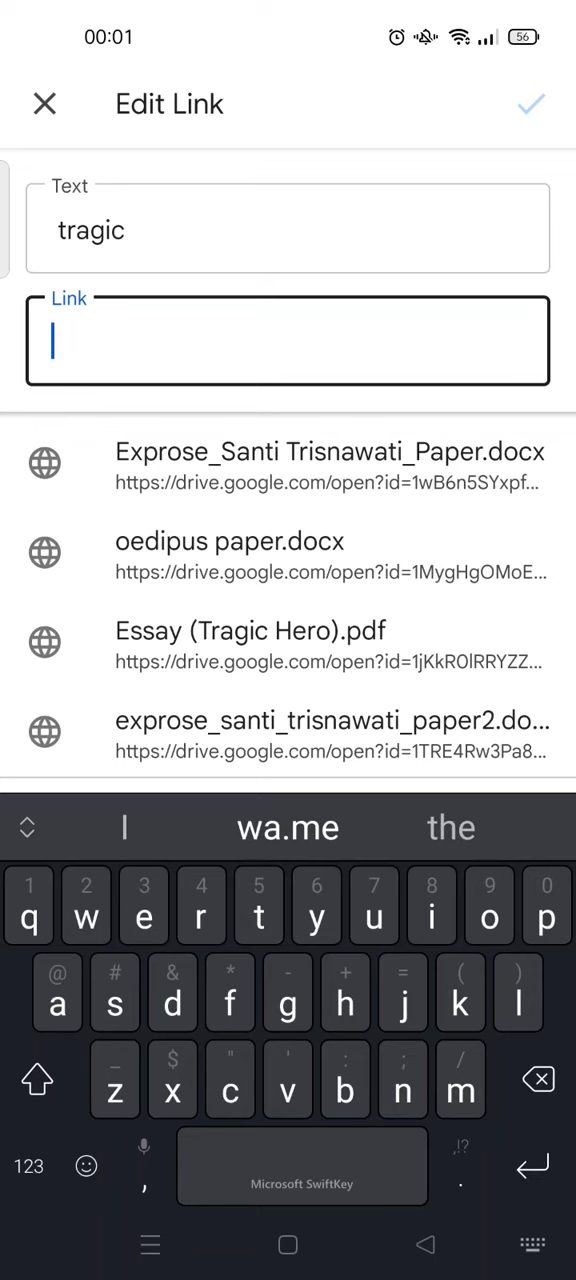 00:01
56
Edit Link
Text
tragic
Link
Exprose_Santi Trisnawati_Paper.docx
https://drive.google.com/open?id=1wB6n5SYxpf...
oedipus paper.docx
https://drive.google.com/open?id=1MygHgOMoE...
Essay (Tragic Hero).pdf
https://drive.google.com/open?id=1jKkR0lRRYZZ...
exprose_santi_trisnawati_paper2.do...
https://drive.google.com/open?id=1TRE4Rw3Pa8...
I wa.me the
1 2 3 4 5 6 7 8 9 0
q w e r t y u i o p
@ # & * - + = ( )
a s d f g h j k l
_ $ " ' : ; /
z x c v b n m
,!?
123 , Microsoft SwiftKey .